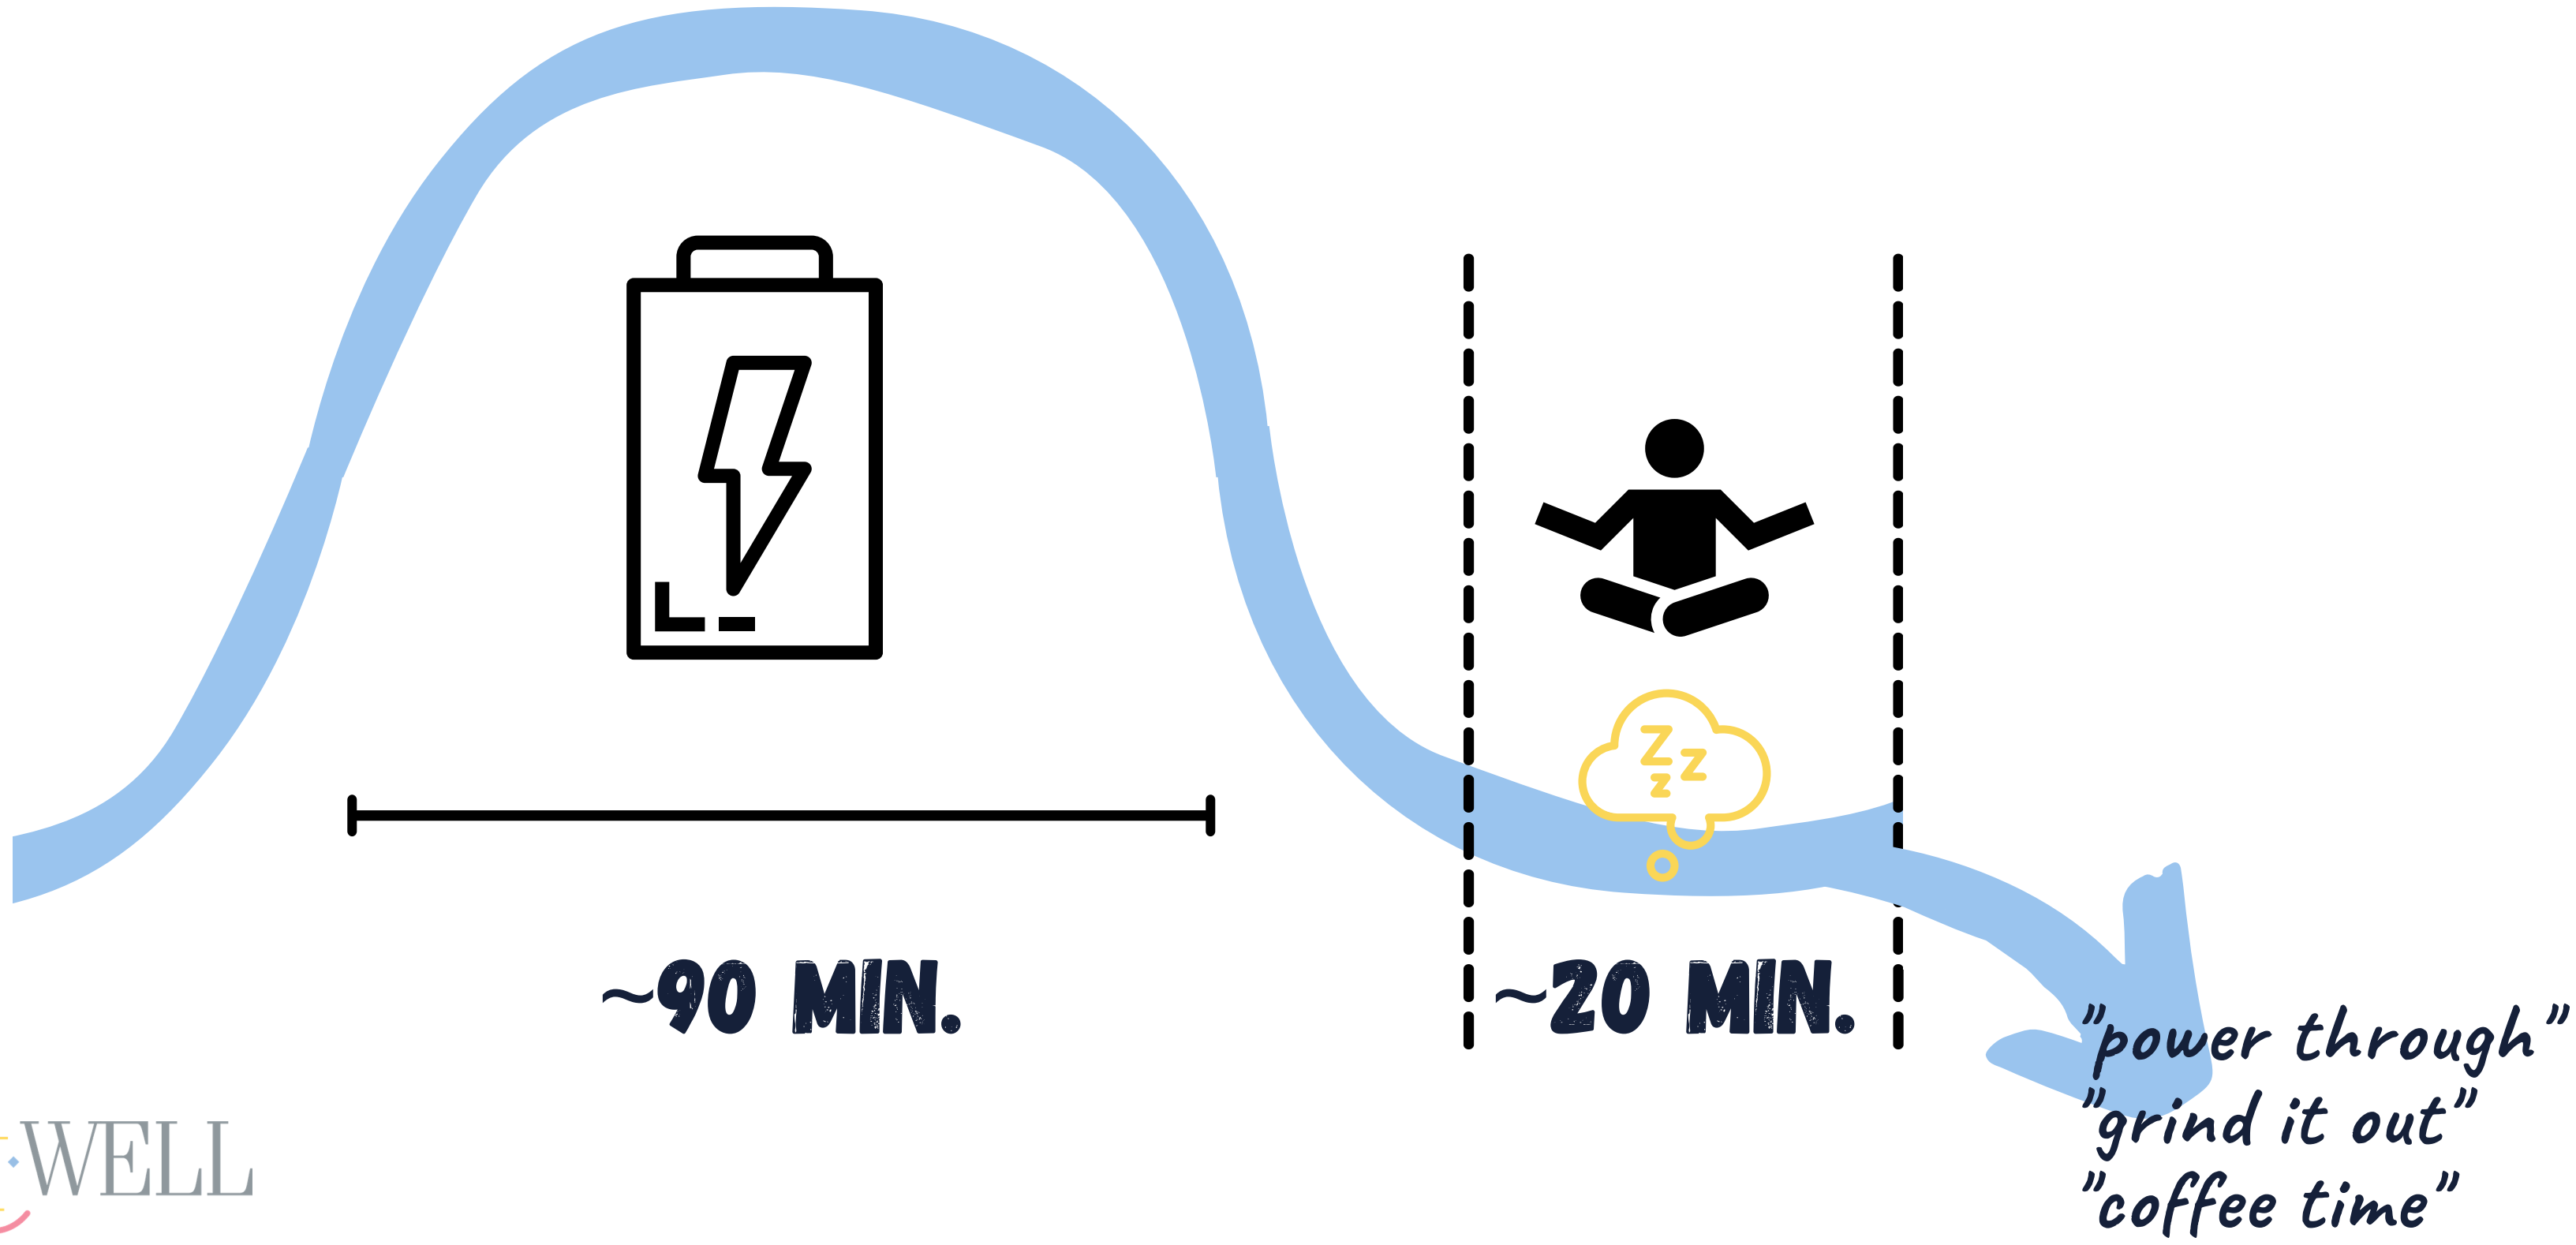 Z z z
~90 MIN.
~20 MIN.
"power through"
"grind it out"
"coffee time"
WELL